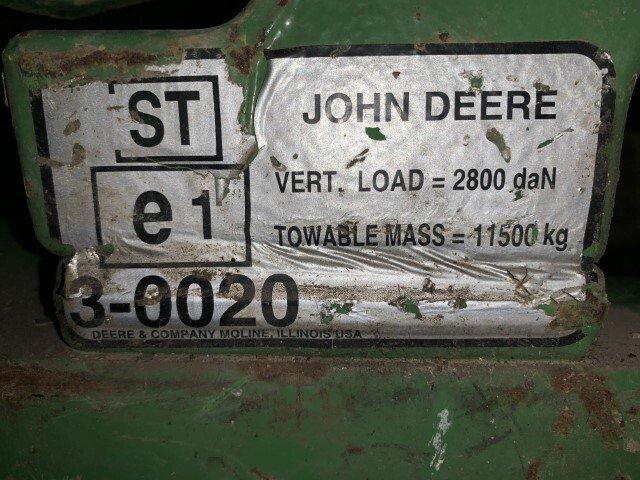 ST
e1
3-0020
JOHN DEERE
VERT. LOAD = 2800 daN
TOWABLE MASS = 11500 kg
DEERE & COMPANY MOLINE, ILLINOIS USA